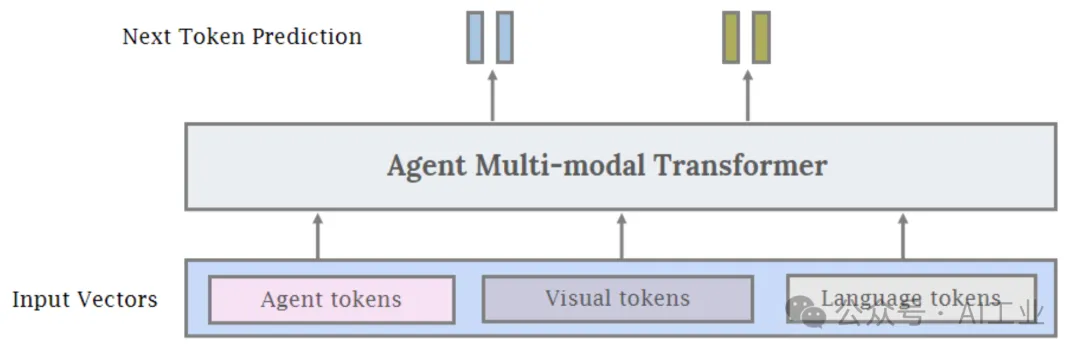 Next Token Prediction
Agent Multi-modal Transformer
Input Vectors
Agent tokens
Visual tokens
Language tokens
公众号·AI工业